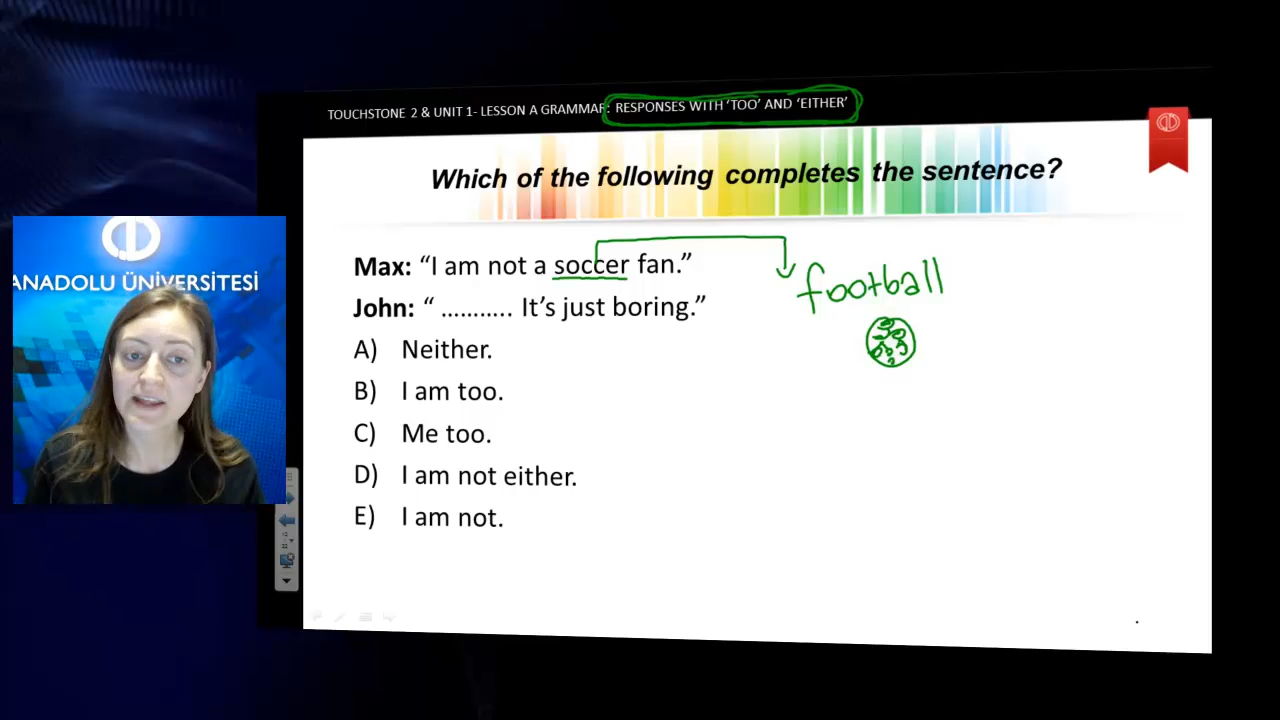 TOUCHSTONE 2 & UNIT 1- LESSON A GRAMMAR: RESPONSES WITH ‘TOO’ AND ‘EITHER’
Which of the following completes the sentence?
ANADOLU ÜNİVERSİTESİ
Max: “I am not a soccer fan.”
football
John: “ ……….. It’s just boring.”
A) Neither.
B) I am too.
C) Me too.
D) I am not either.
E) I am not.